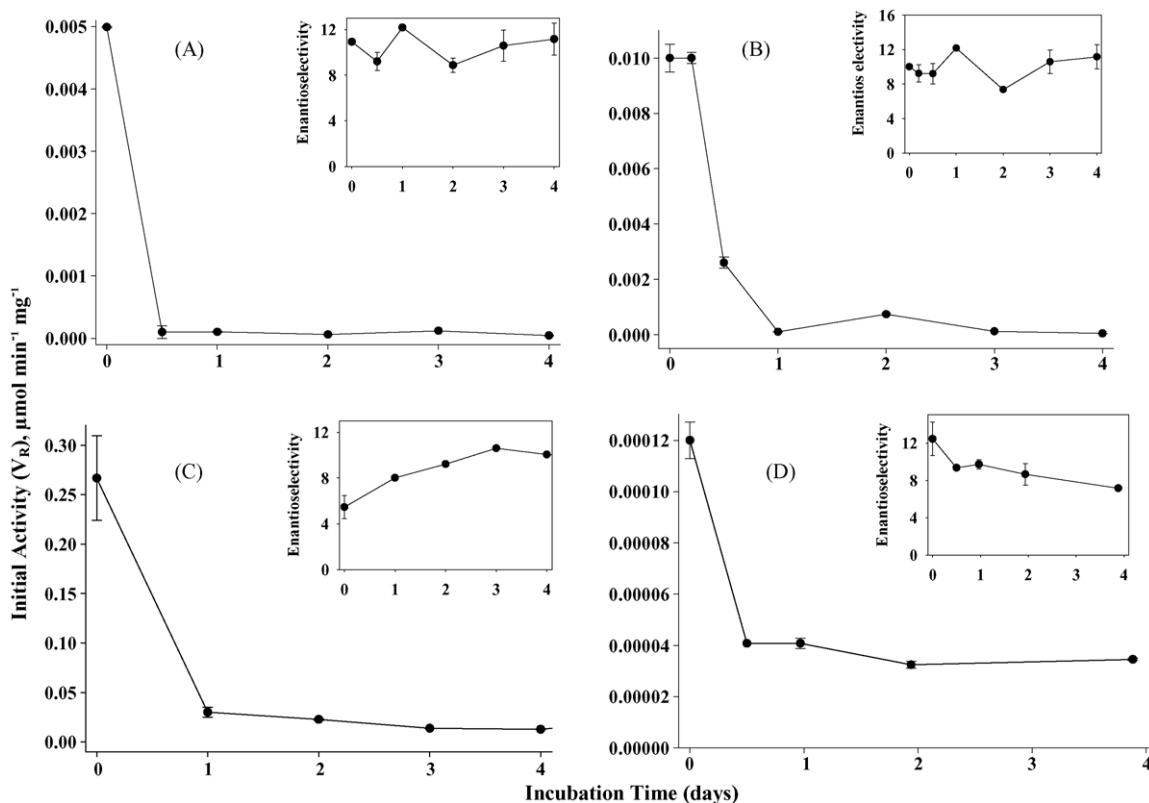 Initial Activity (VR), µmol min⁻¹ mg⁻¹
(A)
0.005
0.004
0.003
0.002
0.001
0.000
0 1 2 3 4
Enantioselectivity
12
8
4
0
0 1 2 3 4
(B)
0.010
0.008
0.006
0.004
0.002
0.000
0 1 2 3 4
Enantios electivity
16
12
8
4
0
0 1 2 3 4
(C)
0.30
0.25
0.20
0.15
0.10
0.05
0.00
0 1 2 3 4
Enantioselectivity
12
8
4
0
0 1 2 3 4
(D)
0.00012
0.00010
0.00008
0.00006
0.00004
0.00002
0.00000
0 1 2 3 4
Enantioselectivity
12
8
4
0
0 1 2 3 4
Incubation Time (days)